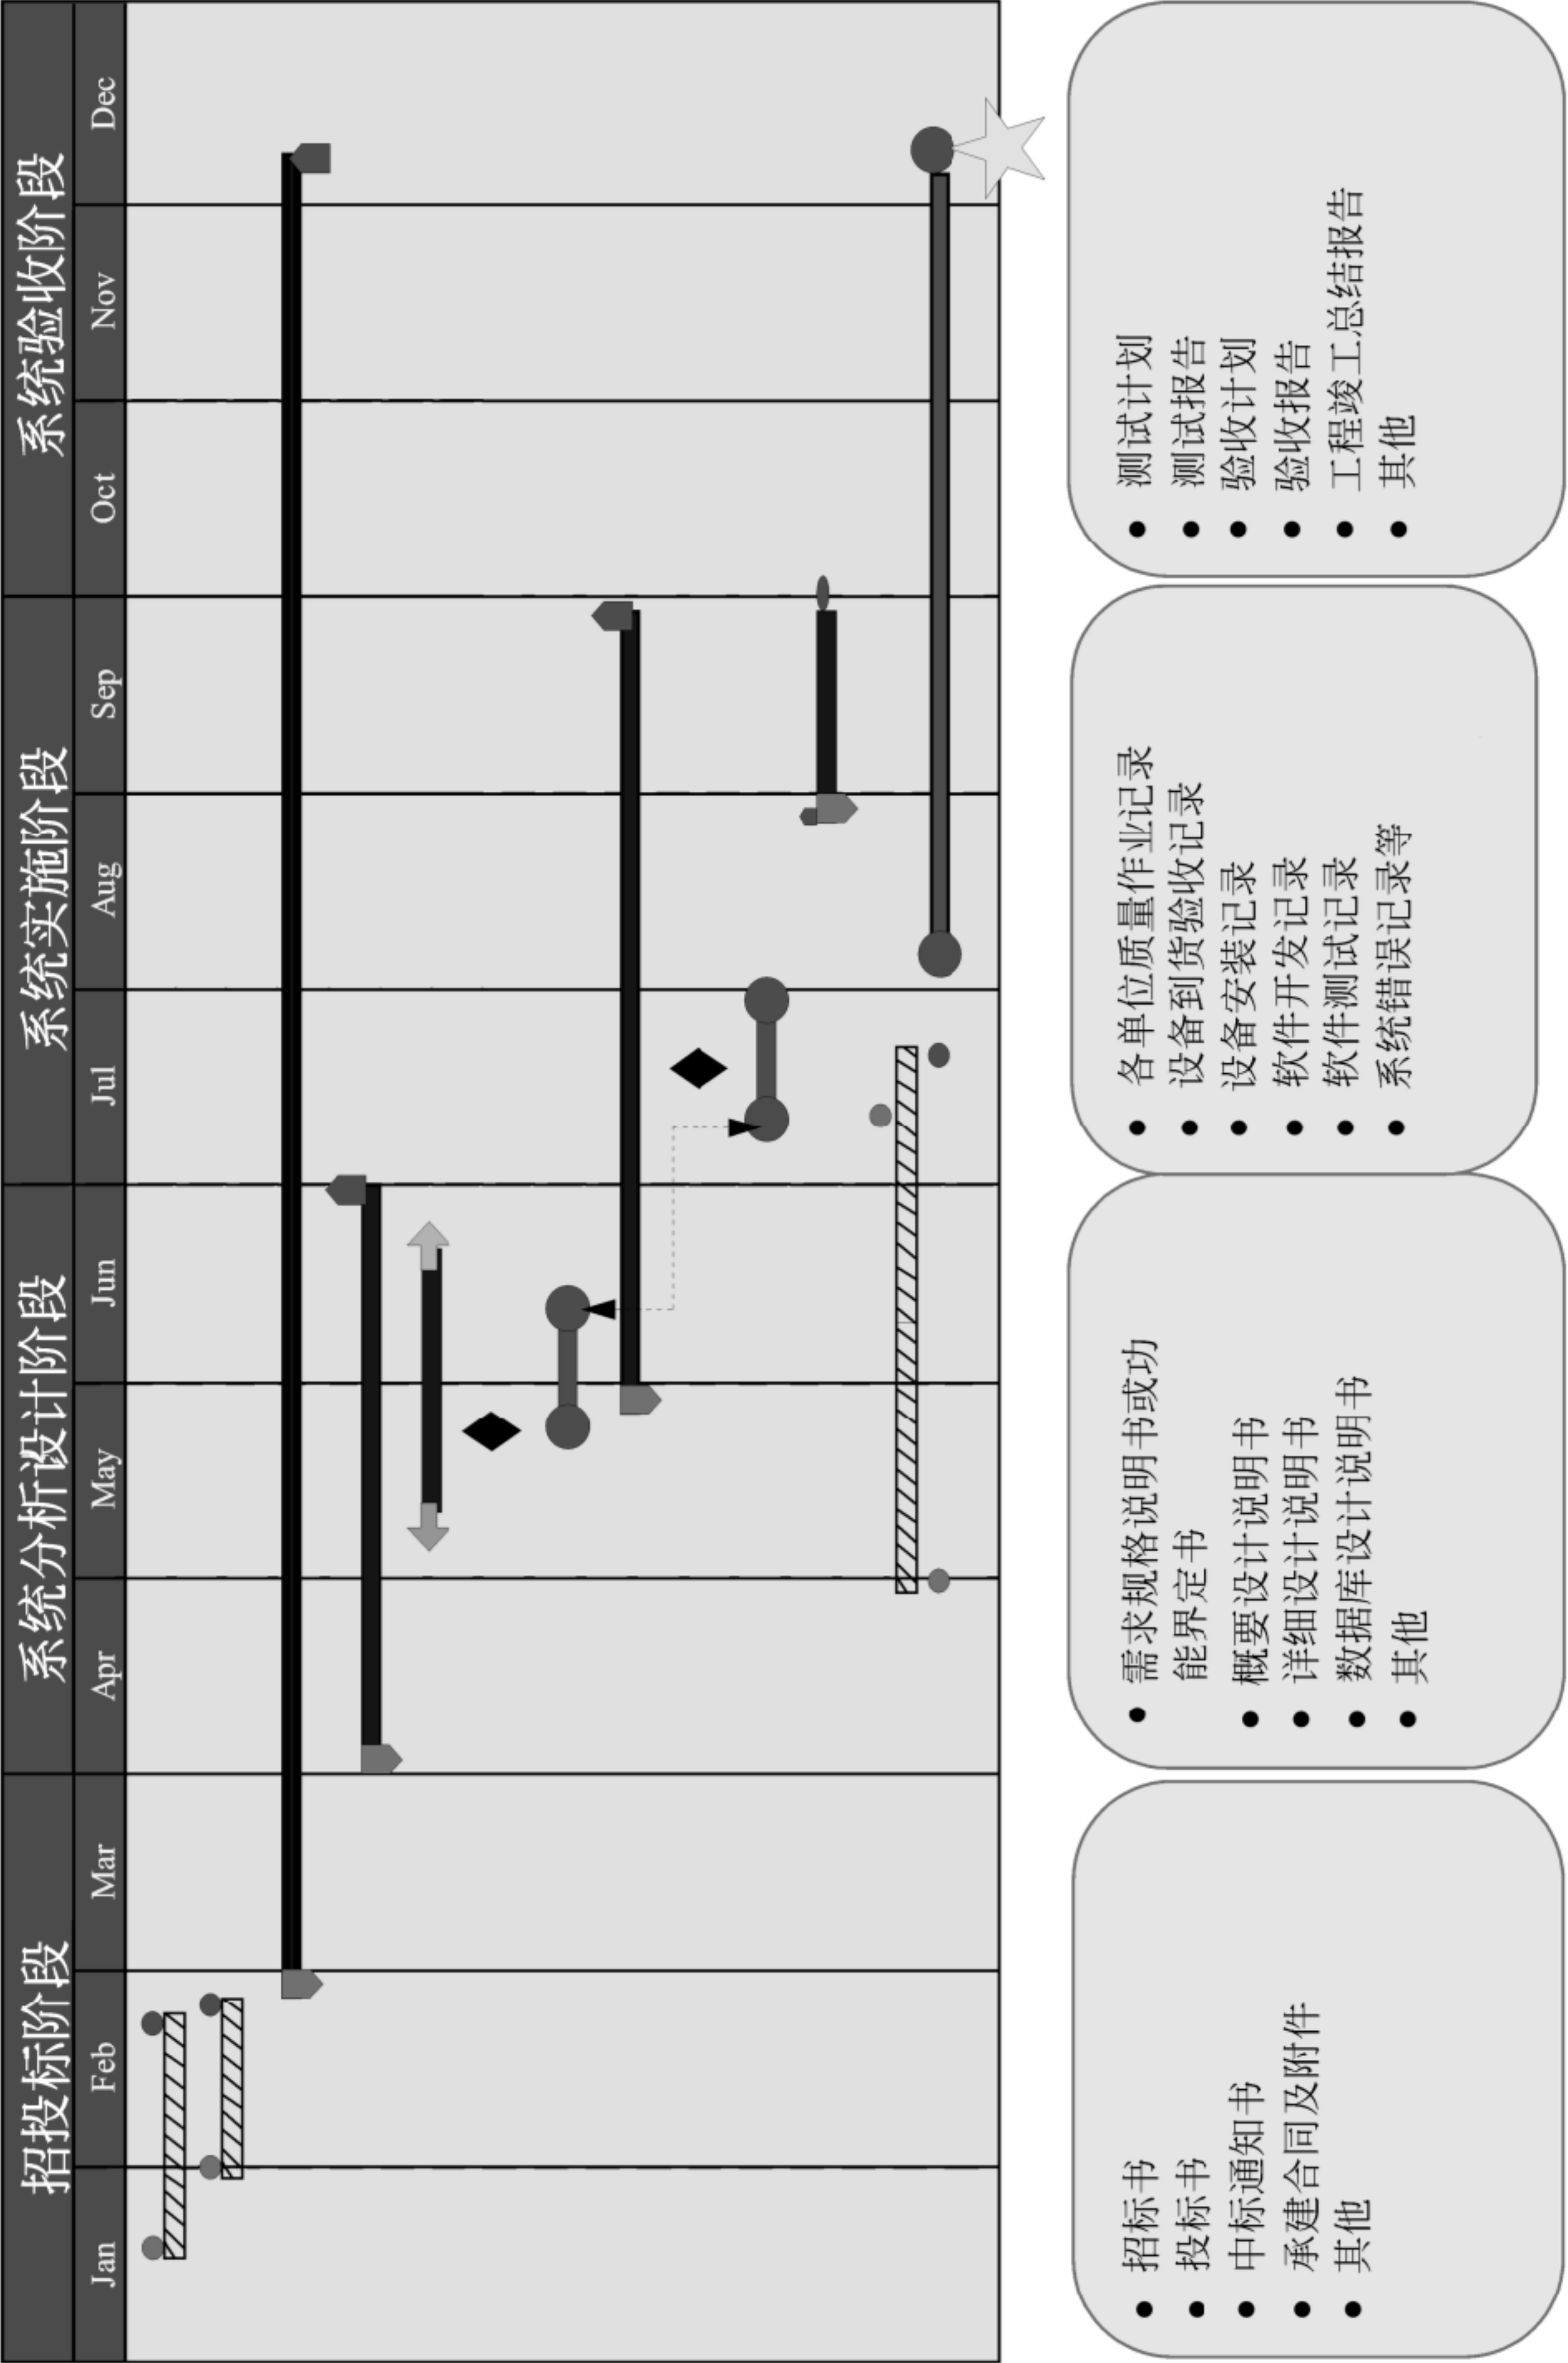 招投标阶段
系统分析设计阶段
系统实施阶段
系统验收阶段
Jan
Feb
Mar
Apr
May
Jun
Jul
Aug
Sep
Oct
Nov
Dec
● 招标书
● 投标书
● 中标通知书
● 承建合同及附件
● 其他
● 需求规格说明书或功
能界定书
● 概要设计说明书
● 详细设计说明书
● 数据库设计说明书
● 其他
● 各单位质量作业记录
● 设备到货验收记录
● 设备安装记录
● 软件开发记录
● 软件测试记录
● 系统错误记录等
● 测试计划
● 测试报告
● 验收计划
● 验收报告
● 工程竣工总结报告
● 其他